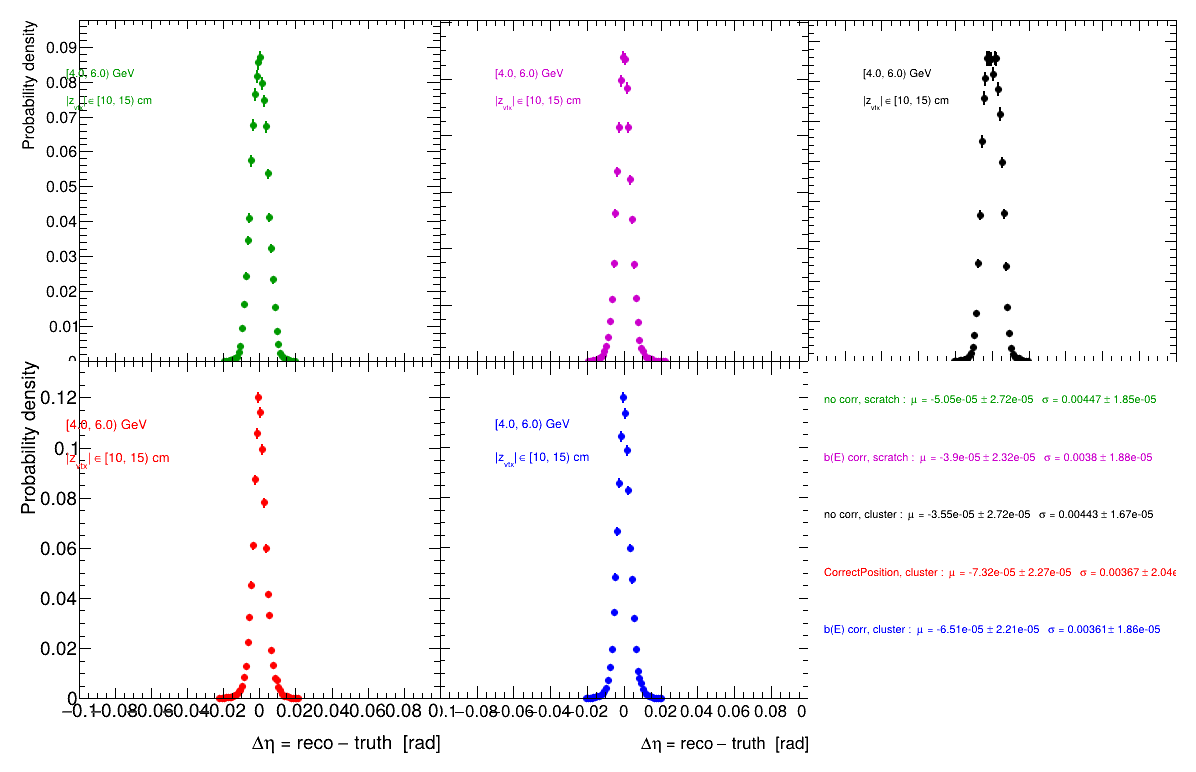 Probability density
0.09
0.08
0.07
0.06
0.05
0.04
0.03
0.02
0.01
0
[4.0, 6.0) GeV
|z_vtx| ∈ [10, 15) cm
[4.0, 6.0) GeV
|z_vtx| ∈ [10, 15) cm
[4.0, 6.0) GeV
|z_vtx| ∈ [10, 15) cm
Probability density
0.12
0.1
0.08
0.06
0.04
0.02
0
[4.0, 6.0) GeV
|z_vtx| ∈ [10, 15) cm
[4.0, 6.0) GeV
|z_vtx| ∈ [10, 15) cm
no corr, scratch : μ = -5.05e-05 ± 2.72e-05 σ = 0.00447 ± 1.85e-05
b(E) corr, scratch : μ = -3.9e-05 ± 2.32e-05 σ = 0.0038 ± 1.88e-05
no corr, cluster : μ = -3.55e-05 ± 2.72e-05 σ = 0.00443 ± 1.67e-05
CorrectPosition, cluster : μ = -7.32e-05 ± 2.27e-05 σ = 0.00367 ± 2.04e
b(E) corr, cluster : μ = -6.51e-05 ± 2.21e-05 σ = 0.00361 ± 1.86e-05
−0.1 −0.08 −0.06 −0.04 −0.02 0 0.02 0.04 0.06 0.08 0.1
−0.08 −0.06 −0.04 −0.02 0 0.02 0.04 0.06 0.08 0
Δη = reco − truth [rad]
Δη = reco − truth [rad]